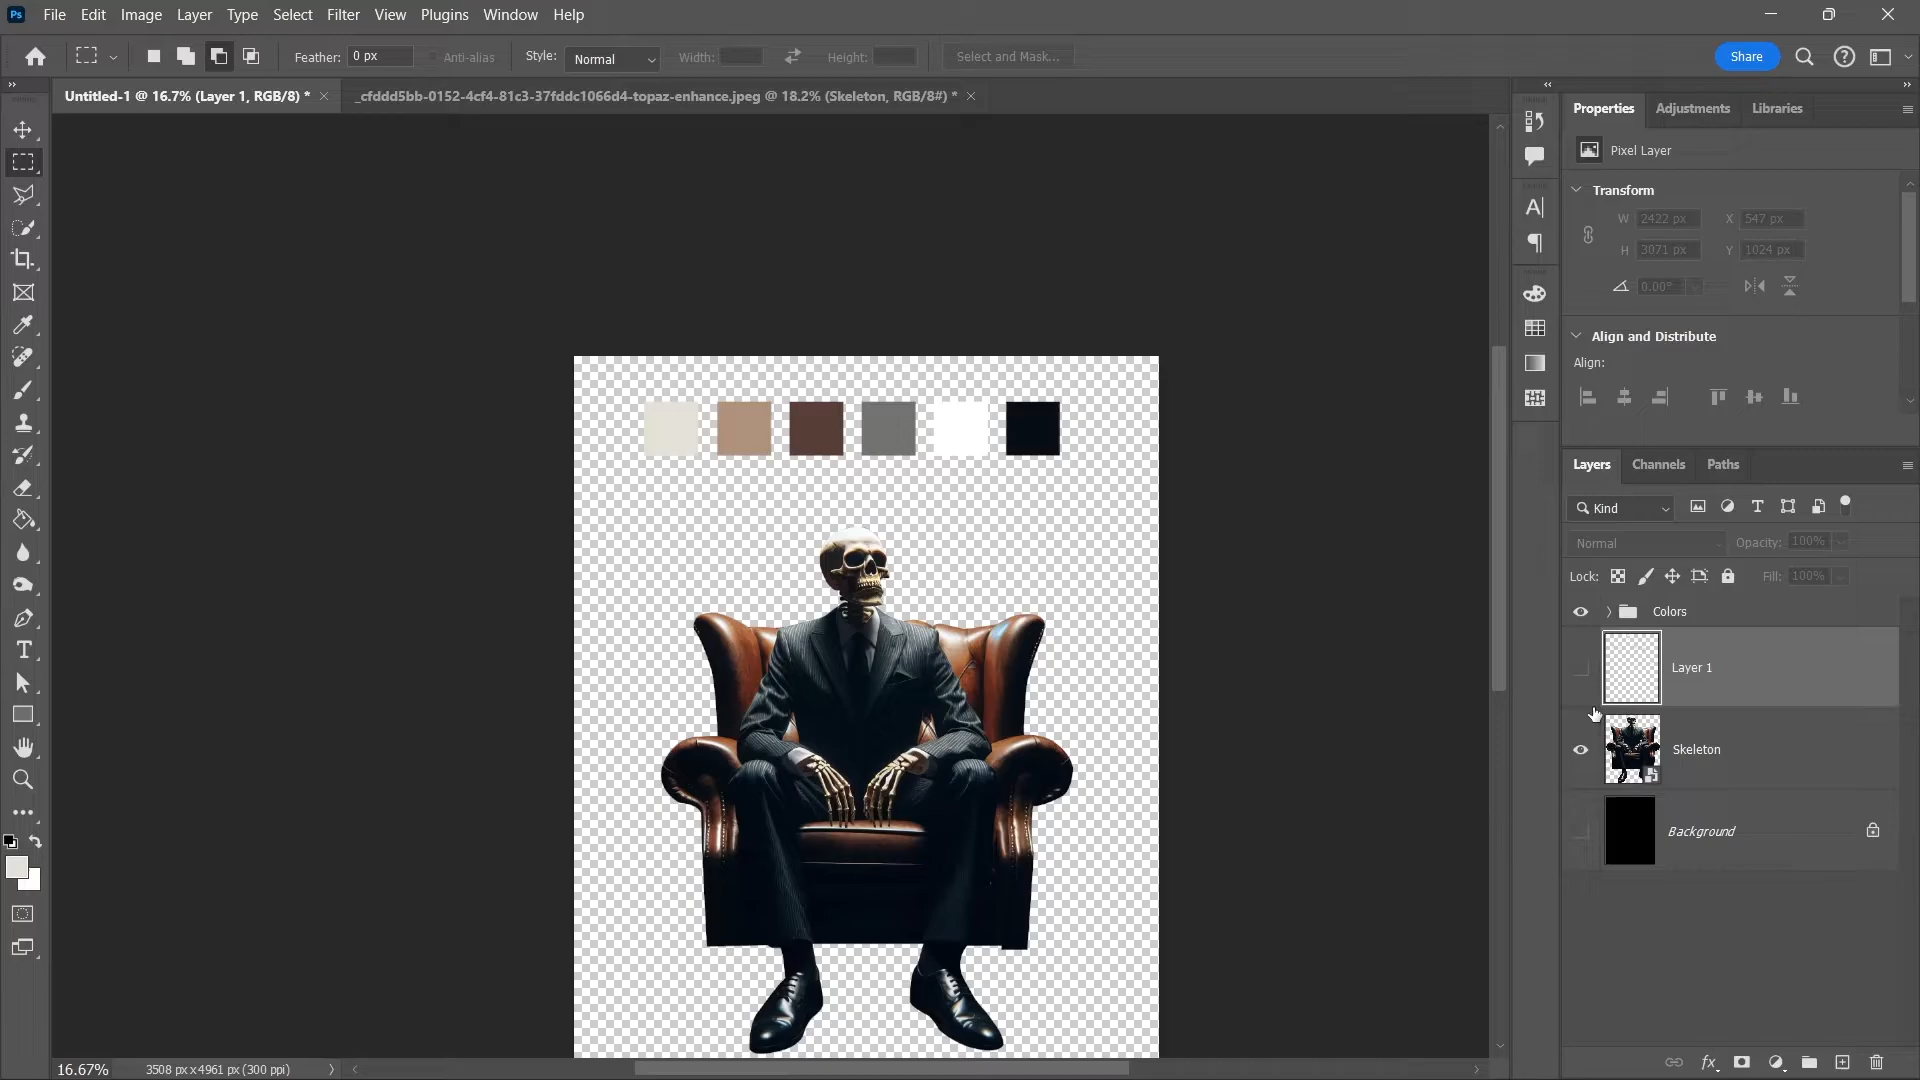 Ps File Edit Image Layer Type Select Filter View Plugins Window Help
Feather: 0 px Anti-alias Style: Normal Width: Height: Select and Mask... Share
Untitled-1 @ 16.7% (Layer 1, RGB/8) * _cfddd5bb-0152-4cf4-81c3-37fddc1066d4-topaz-enhance.jpeg @ 18.2% (Skeleton, RGB/8#) *
Properties Adjustments Libraries
Pixel Layer
Transform
W 2422 px X 547 px
H 3071 px Y 1024 px
0.00°
Align and Distribute
Align:
Layers Channels Paths
Kind
Normal Opacity: 100%
Lock: Fill: 100%
Colors
Layer 1
Skeleton
Background
16.67% 3508 px x 4961 px (300 ppi)